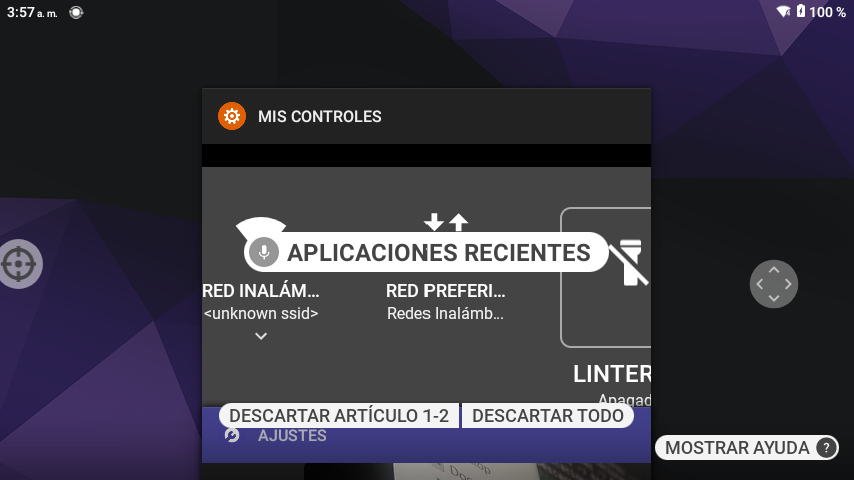 3:57 a. m.
100 %
MIS CONTROLES
APLICACIONES RECIENTES
RED INALÁM...
RED PREFERI...
<unknown ssid>
Redes Inalámb...
LINTER
Apagad
DESCARTAR ARTÍCULO 1-2
DESCARTAR TODO
AJUSTES
MOSTRAR AYUDA ?